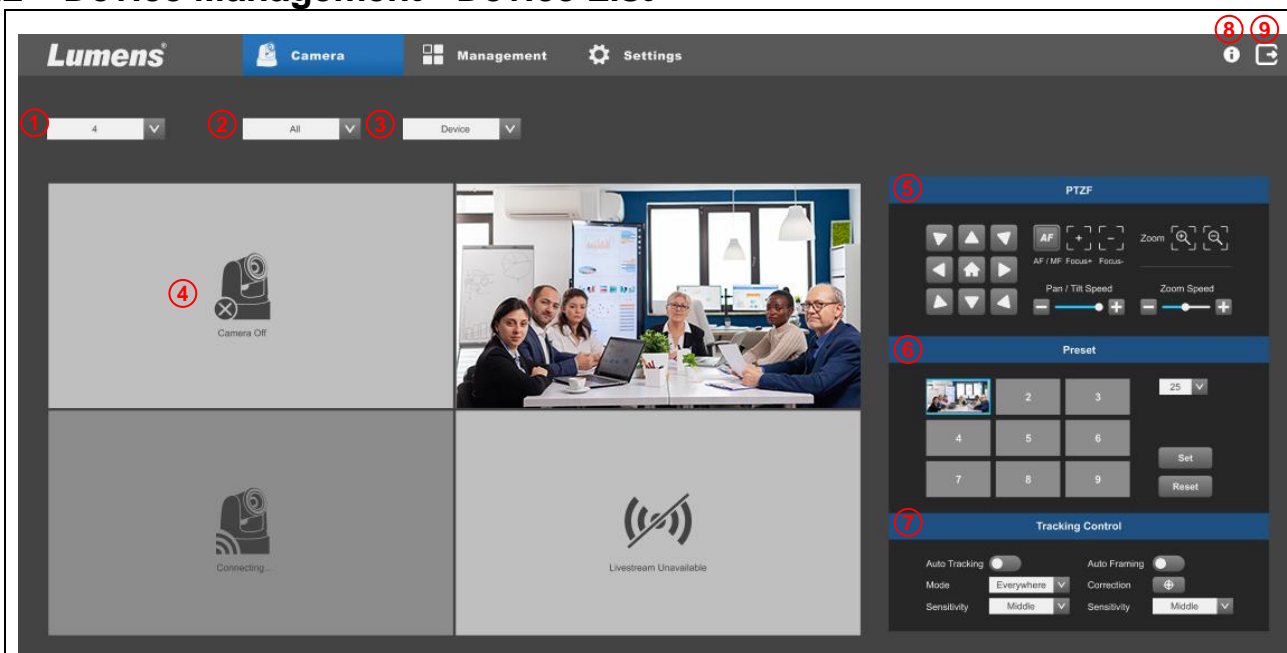 Device Management - Device List
8 9
Lumens
Camera
Management
Settings
1 4
2 All
3 Device
4
Camera Off
Connecting...
Livestream Unavailable
5 PTZF
AF
AF / MF Focus+ Focus-
Zoom
Pan / Tilt Speed
Zoom Speed
6 Preset
2 3
4 5 6
7 8 9
25
Set
Reset
7 Tracking Control
Auto Tracking Auto Framing
Mode Everywhere Correction
Sensitivity Middle Sensitivity Middle